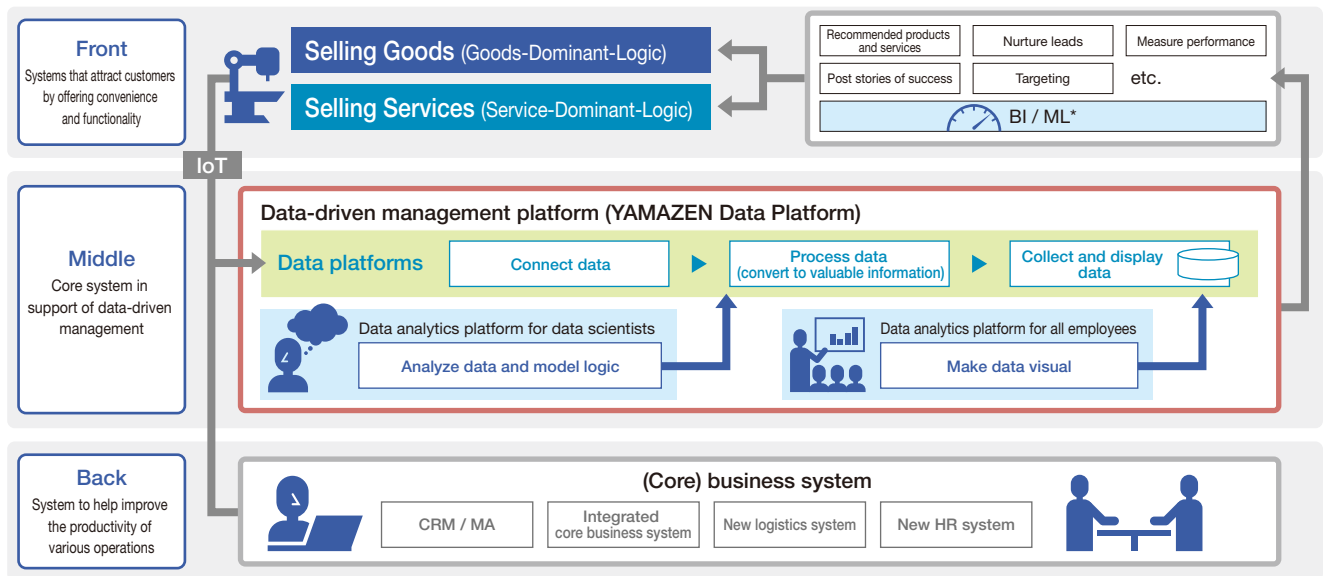 Front
Systems that attract customers
by offering convenience
and functionality
Selling Goods (Goods-Dominant-Logic)
Selling Services (Service-Dominant-Logic)
Recommended products
and services
Nurture leads
Measure performance
Post stories of success
Targeting
etc.
BI / ML*
IoT
Middle
Core system in
support of data-driven
management
Data-driven management platform (YAMAZEN Data Platform)
Data platforms
Connect data
Process data
(convert to valuable information)
Collect and display
data
Data analytics platform for data scientists
Analyze data and model logic
Data analytics platform for all employees
Make data visual
Back
System to help improve
the productivity of
various operations
(Core) business system
CRM / MA
Integrated
core business system
New logistics system
New HR system